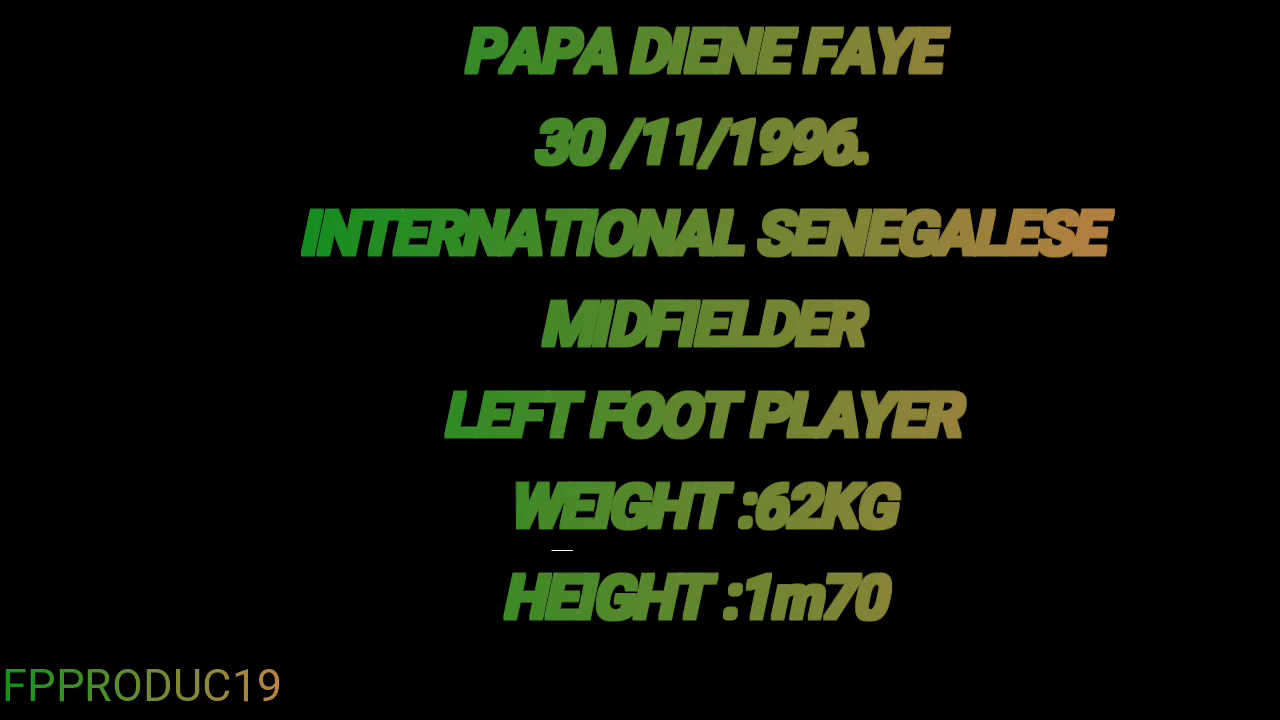 PAPA DIENE FAYE
30 /11/1996.
INTERNATIONAL SENEGALESE
MIDFIELDER
LEFT FOOT PLAYER
WEIGHT :62KG
HEIGHT :1m70
FPPRODUC19